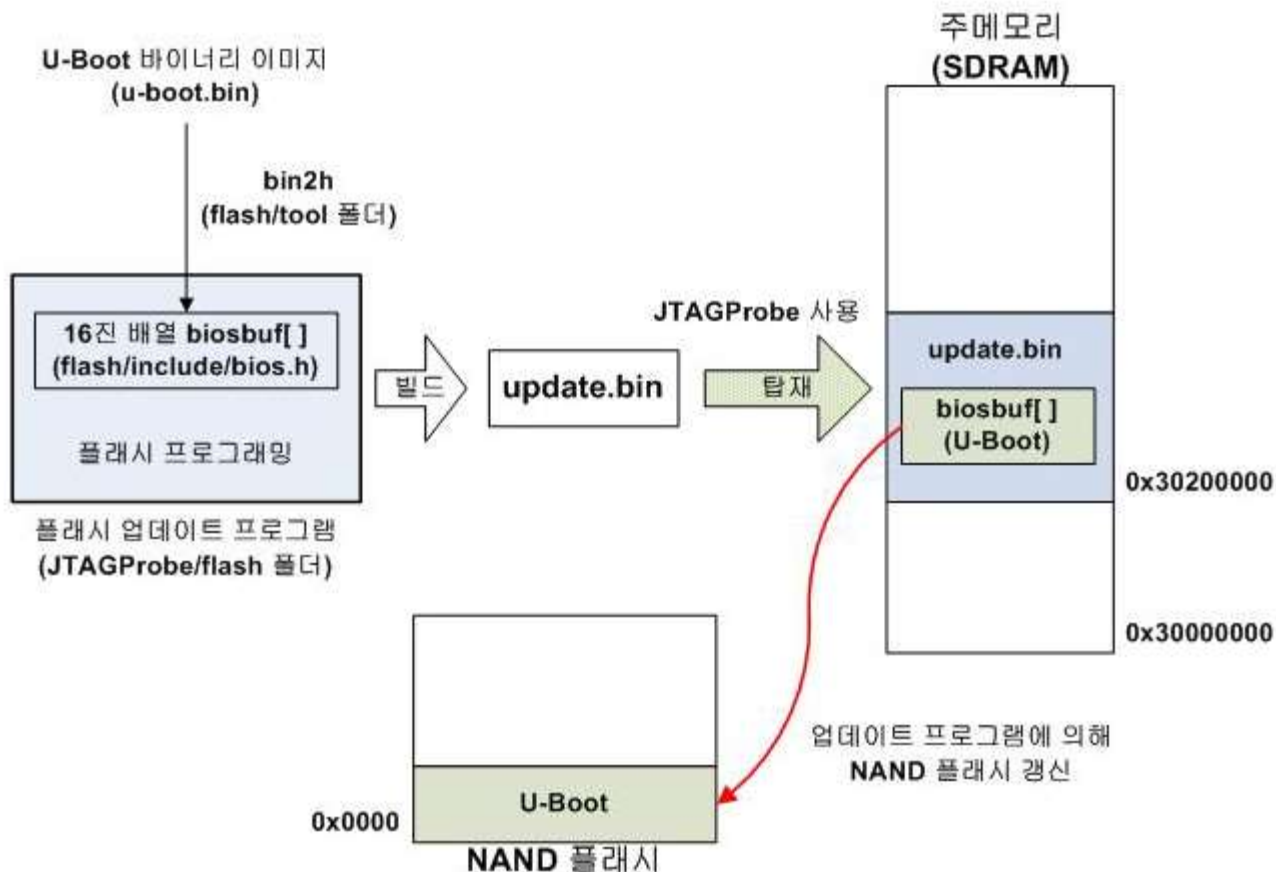 U-Boot 바이너리 이미지
(u-boot.bin)
bin2h
(flash/tool 폴더)
16진 배열 biosbuf[ ]
(flash/include/bios.h)
플래시 프로그래밍
플래시 업데이트 프로그램
(JTAGProbe/flash 폴더)
빌드
update.bin
JTAGProbe 사용
탑재
주메모리
(SDRAM)
update.bin
biosbuf[ ]
(U-Boot)
0x30200000
0x30000000
업데이트 프로그램에 의해
NAND 플래시 갱신
U-Boot
0x0000
NAND 플래시